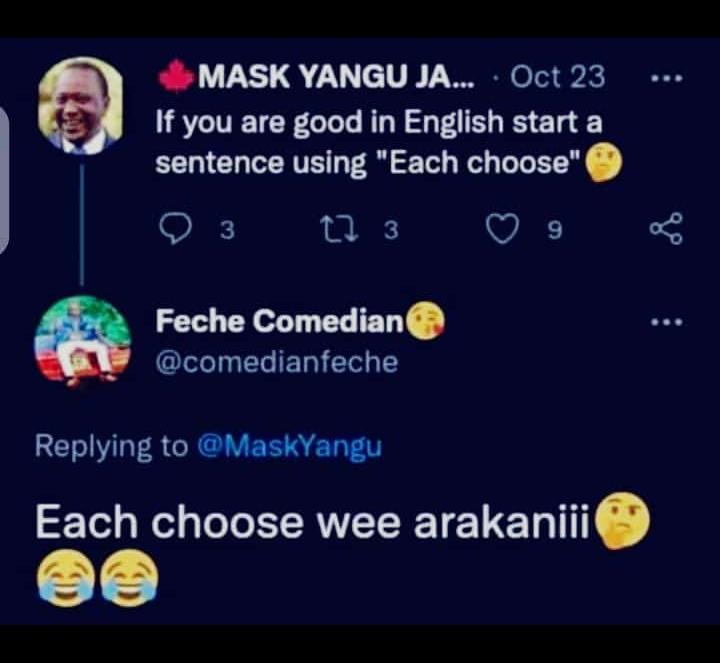 🍁MASK YANGU JA... · Oct 23
If you are good in English start a
sentence using "Each choose"🤔
3 3 9
Feche Comedian😘
@comedianfeche
Replying to @MaskYangu
Each choose wee arakaniii🤔
😂😂